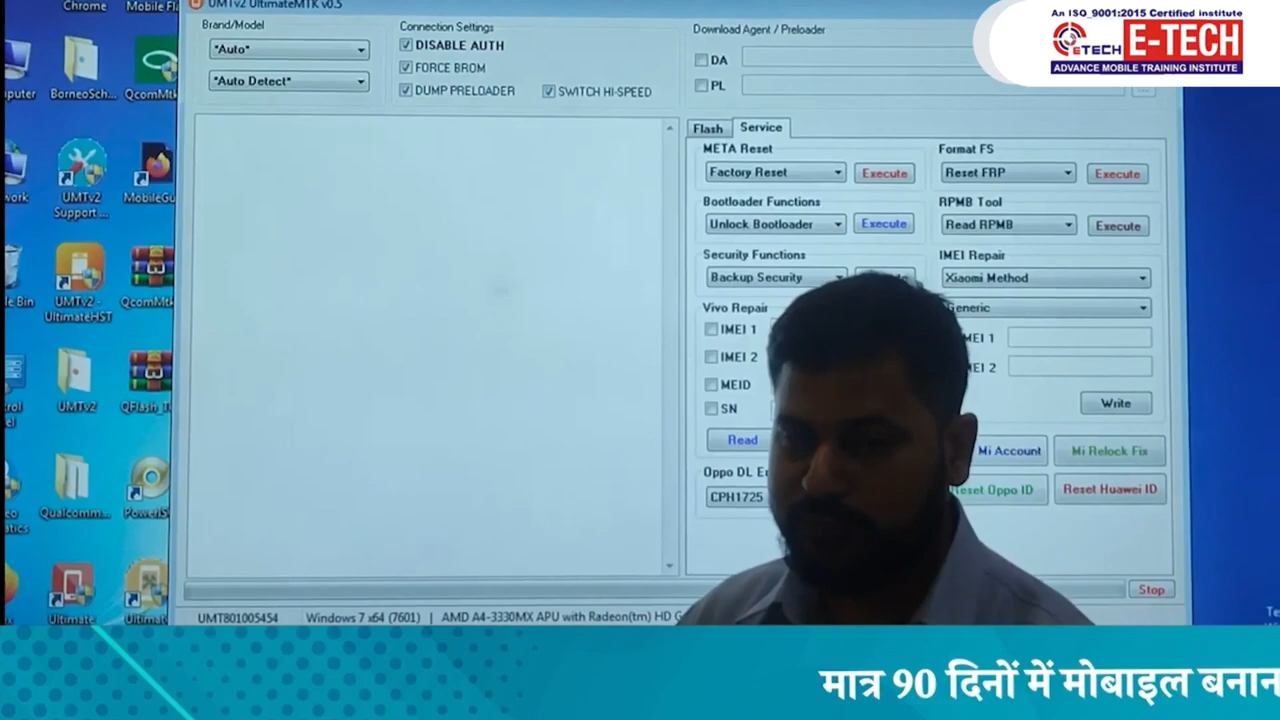 Chrome
Mobile
UMTv2 UltimateMTK v0.5
An ISO_9001:2015 Certified institute
ETECH
E-TECH
ADVANCE MOBILE TRAINING INSTITUTE
Brand/Model
"Auto"
"Auto Detect"
Connection Settings
DISABLE AUTH
FORCE BROM
DUMP PRELOADER
SWITCH HI-SPEED
Download Agent / Preloader
DA
PL
BorneoSch...
UMTv2
Support ...
UMTv2 -
UltimateHST
UMTv2
Qualcomm...
Ultimate
Flash
Service
META Reset
Factory Reset
Execute
Format FS
Reset FRP
Execute
Bootloader Functions
Unlock Bootloader
Execute
RPMB Tool
Read RPMB
Execute
Security Functions
Backup Security
IMEI Repair
Xiaomi Method
Vivo Repair
IMEI 1
IMEI 2
MEID
SN
Read
Write
Mi Account
Mi Relock Fix
Oppo DL
CPH1725
Reset Oppo ID
Reset Huawei ID
Stop
UMT801005454
Windows 7 x64 (7601)
AMD A4-3330MX APU with Radeon(tm) HD G
मात्र 90 दिनों में मोबाइल बनान